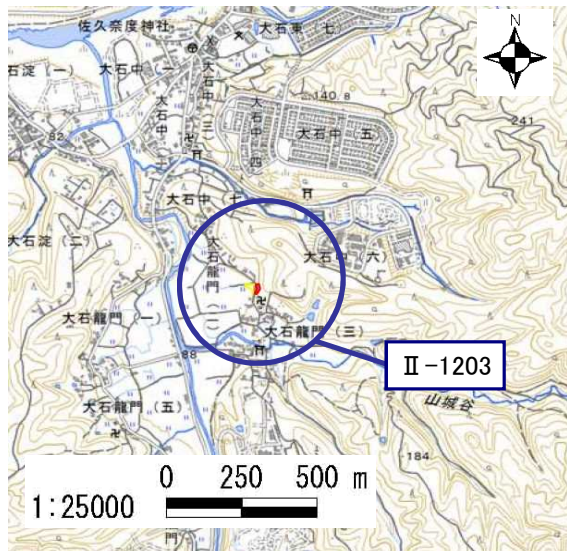 佐久奈度神社
大石東 七
N
石淀(一)
大石中(二)
大石中(三)
大石中 四
140.8
大石中 五
241
82
大石中 七
大石淀(二)
大石中(六)
大石龍門(二)
大石龍門(一)
大石龍門(三)
88
Ⅱ-1203
大石龍門(五)
山城谷
184
0 250 500 m
1:25000
門